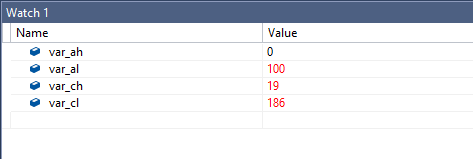 Watch 1
Name Value
var_ah 0
var_al 100
var_ch 19
var_cl 186